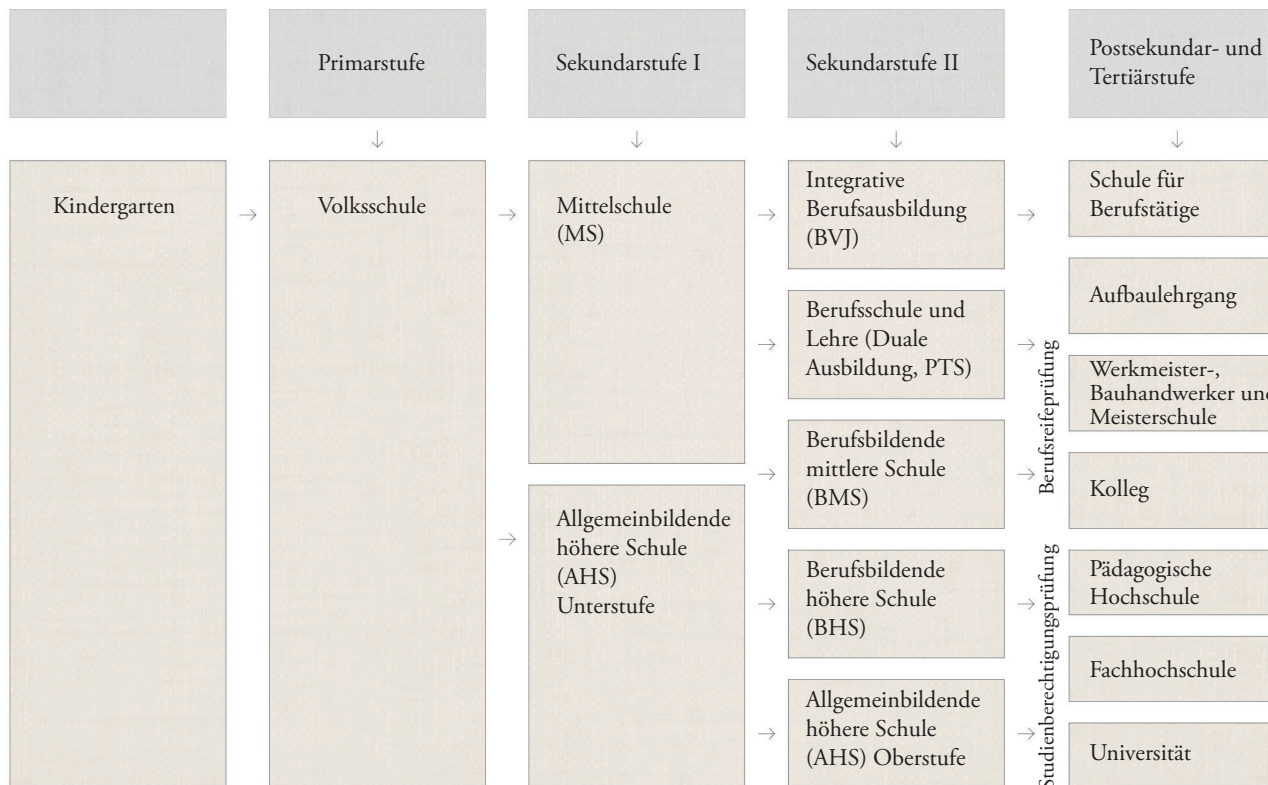 Primarstufe
Sekundarstufe I
Sekundarstufe II
Postsekundar- und
Tertiärstufe
Kindergarten
Volksschule
Mittelschule
(MS)
Allgemeinbildende
höhere Schule
(AHS)
Unterstufe
Integrative
Berufsausbildung
(BVJ)
Berufsschule und
Lehre (Duale
Ausbildung, PTS)
Berufsbildende
mittlere Schule
(BMS)
Berufsbildende
höhere Schule
(BHS)
Allgemeinbildende
höhere Schule
(AHS) Oberstufe
Berufsreifeprüfung
Studienberechtigungsprüfung
Schule für
Berufstätige
Aufbaulehrgang
Werkmeister-,
Bauhandwerker und
Meisterschule
Kolleg
Pädagogische
Hochschule
Fachhochschule
Universität